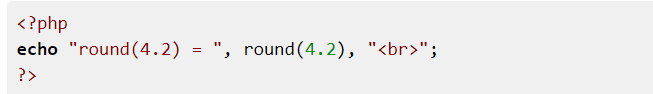 <?php
echo "round(4.2) = ", round(4.2), "<br>";
?>